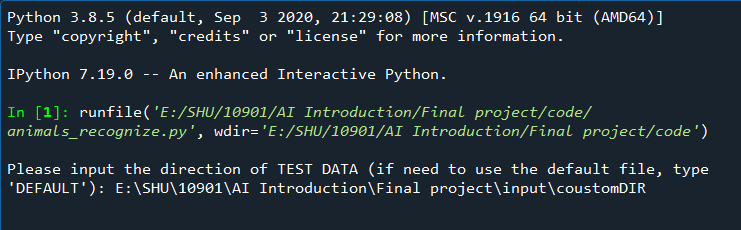 Python 3.8.5 (default, Sep  3 2020, 21:29:08) [MSC v.1916 64 bit (AMD64)]
Type "copyright", "credits" or "license" for more information.
IPython 7.19.0 -- An enhanced Interactive Python.
In [1]: runfile('E:/SHU/10901/AI Introduction/Final project/code/
animals_recognize.py', wdir='E:/SHU/10901/AI Introduction/Final project/code')
Please input the direction of TEST DATA (if need to use the default file, type
'DEFAULT'): E:\SHU\10901\AI Introduction\Final project\input\coustomDIR